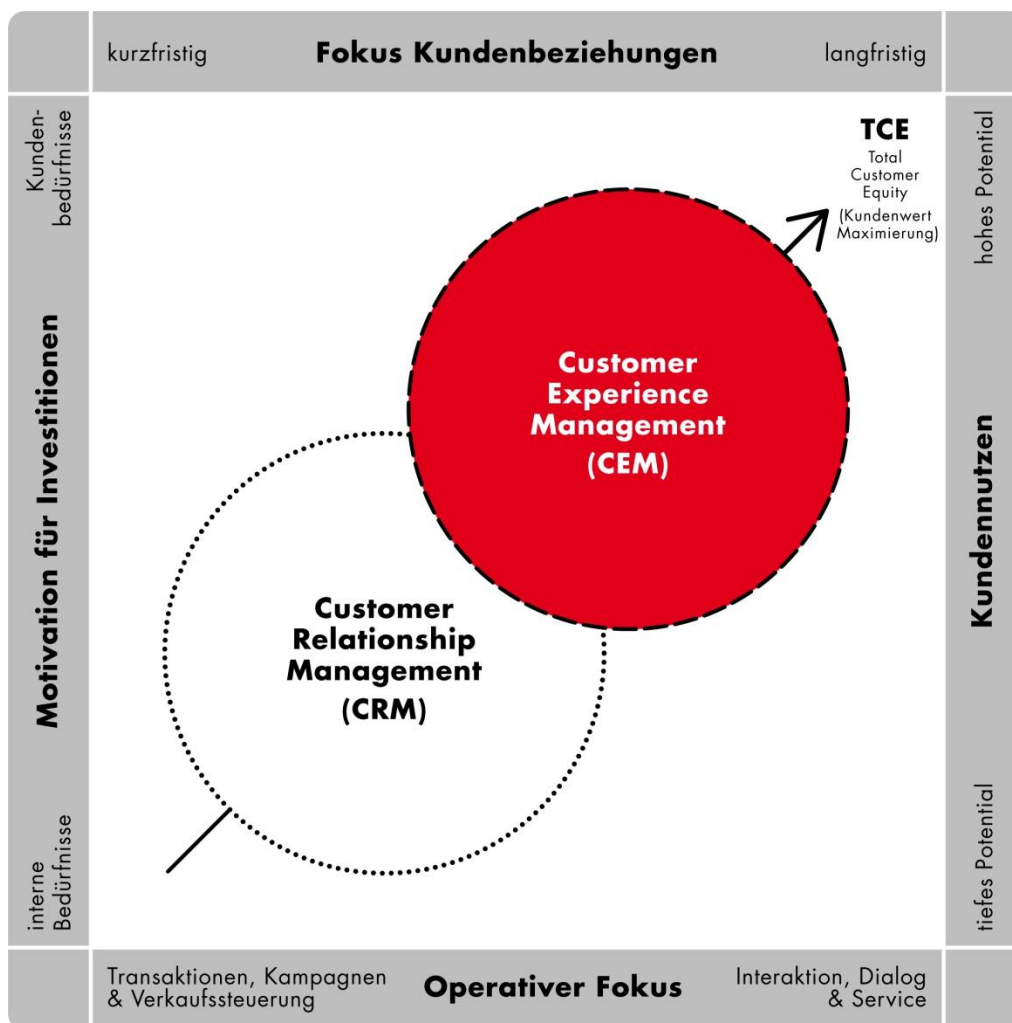 kurzfristig
Fokus Kundenbeziehungen
langfristig
Kunden-
bedürfnisse
Motivation für Investitionen
interne
Bedürfnisse
TCE
Total
Customer
Equity
(Kundenwert
Maximierung)
Customer
Experience
Management
(CEM)
Customer
Relationship
Management
(CRM)
hohes Potential
Kundennutzen
tiefes Potential
Transaktionen, Kampagnen
& Verkaufssteuerung
Operativer Fokus
Interaktion, Dialog
& Service